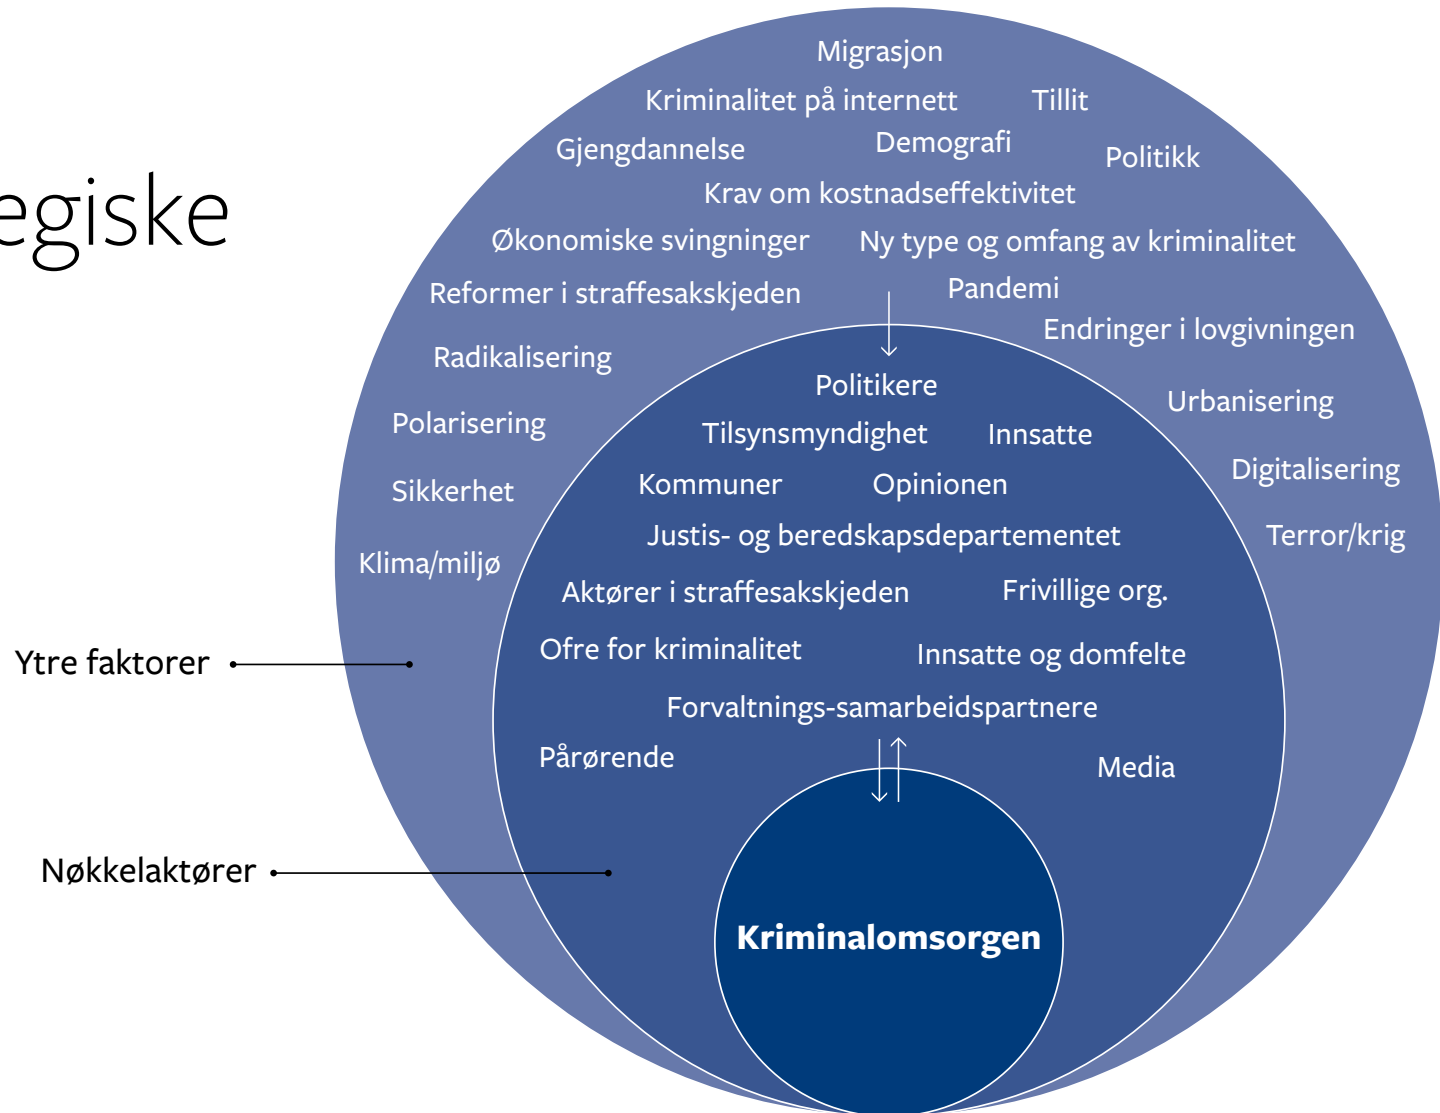 egiske
Migrasjon
Kriminalitet på internett
Tillit
Gjengdannelse
Demografi
Politikk
Krav om kostnadseffektivitet
Økonomiske svingninger
Ny type og omfang av kriminalitet
Reformer i straffesakskjeden
Pandemi
Endringer i lovgivningen
Radikalisering
Urbanisering
Polarisering
Digitalisering
Sikkerhet
Terror/krig
Klima/miljø
Politikere
Tilsynsmyndighet
Innsatte
Kommuner
Opinionen
Justis- og beredskapsdepartementet
Aktører i straffesakskjeden
Frivillige org.
Ofre for kriminalitet
Innsatte og domfelte
Forvaltnings-samarbeidspartnere
Pårørende
Media
Ytre faktorer
Nøkkelaktører
Kriminalomsorgen